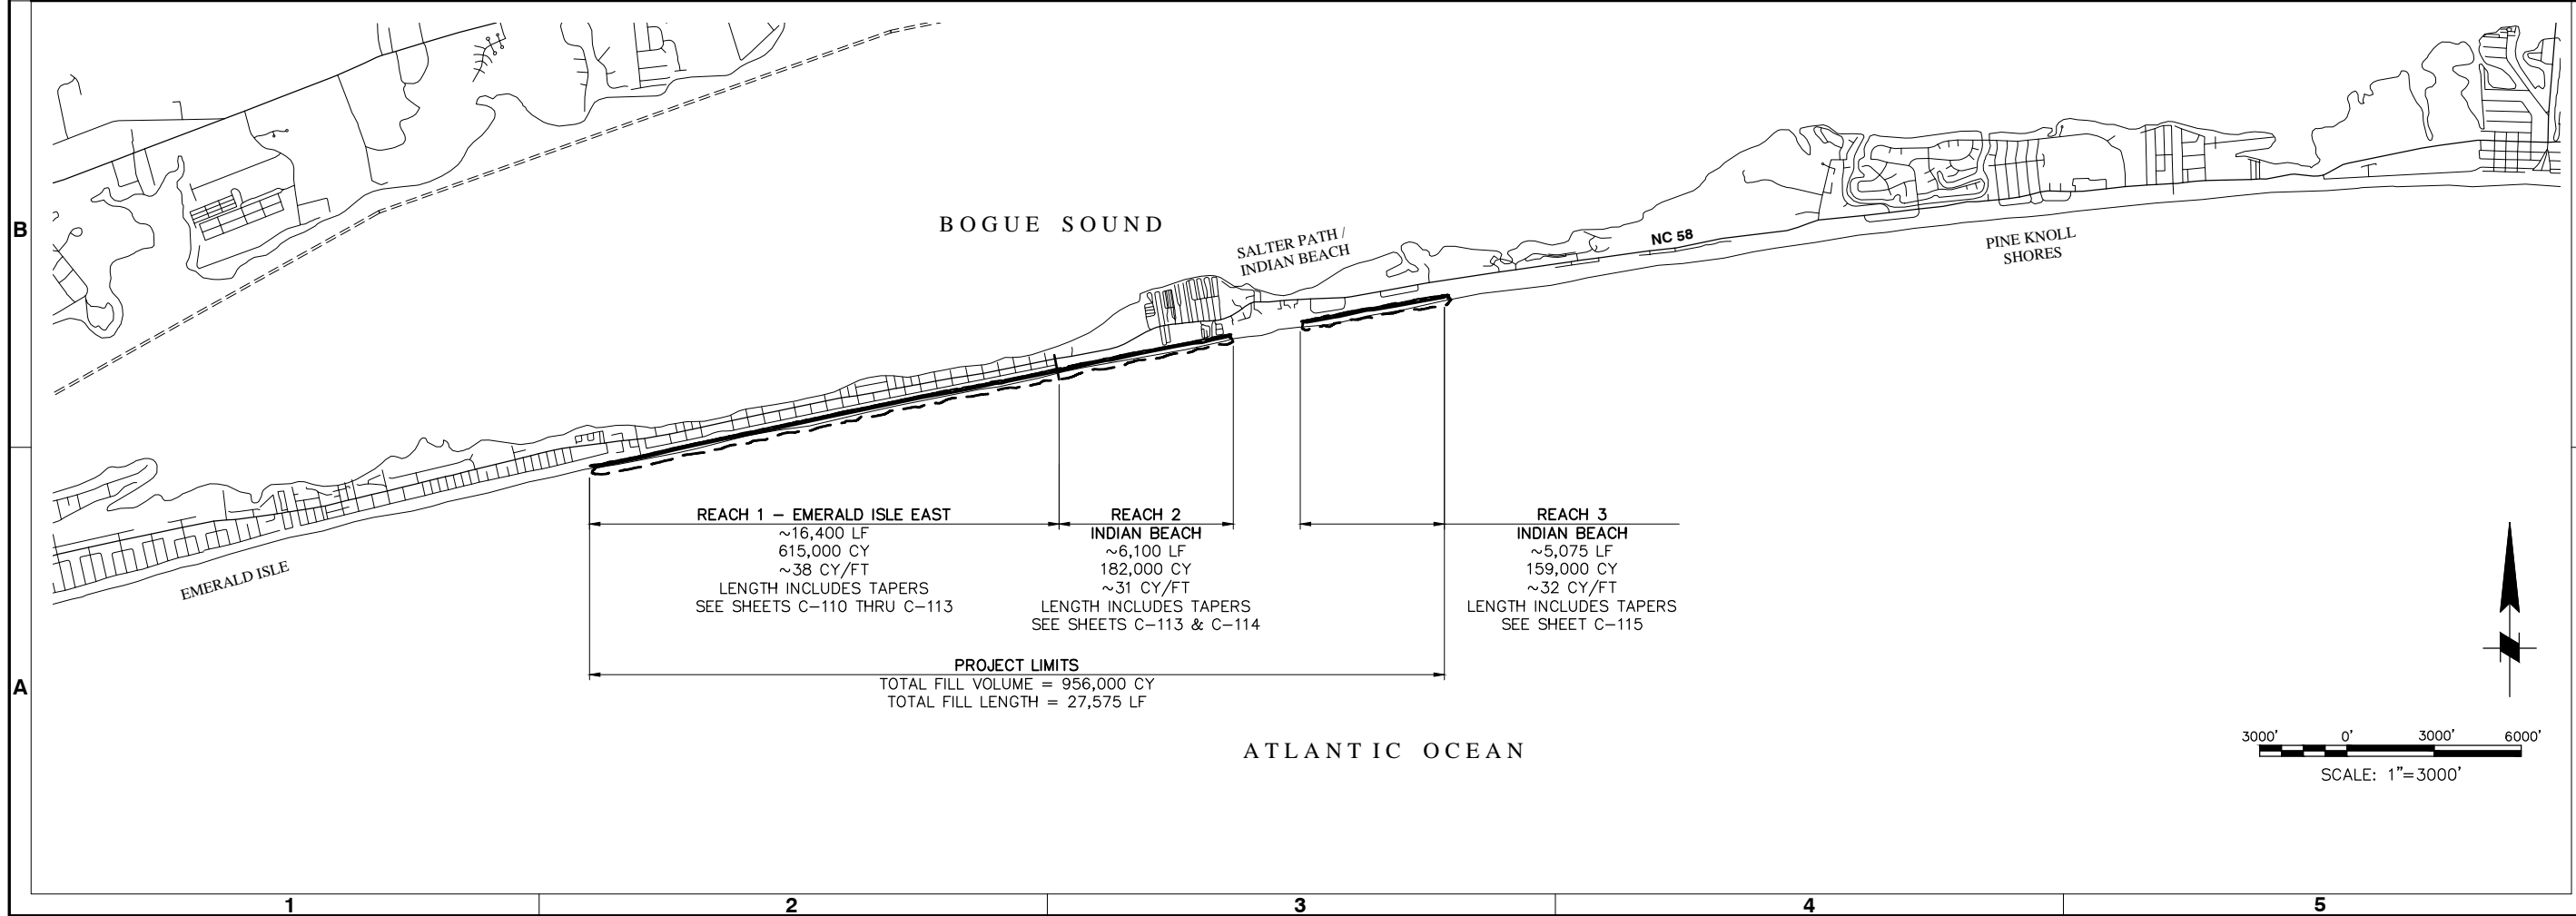 BOGUE SOUND
SALTER PATH /
INDIAN BEACH
NC 58
PINE KNOLL
SHORES
B
EMERALD ISLE
REACH 1 – EMERALD ISLE EAST
~16,400 LF
615,000 CY
~38 CY/FT
LENGTH INCLUDES TAPERS
SEE SHEETS C–110 THRU C–113
REACH 2
INDIAN BEACH
~6,100 LF
182,000 CY
~31 CY/FT
LENGTH INCLUDES TAPERS
SEE SHEETS C–113 & C–114
REACH 3
INDIAN BEACH
~5,075 LF
159,000 CY
~32 CY/FT
LENGTH INCLUDES TAPERS
SEE SHEET C–115
PROJECT LIMITS
TOTAL FILL VOLUME = 956,000 CY
TOTAL FILL LENGTH = 27,575 LF
A
N
ATLANTIC OCEAN
3000' 0' 3000' 6000'
SCALE: 1"=3000'
1 2 3 4 5